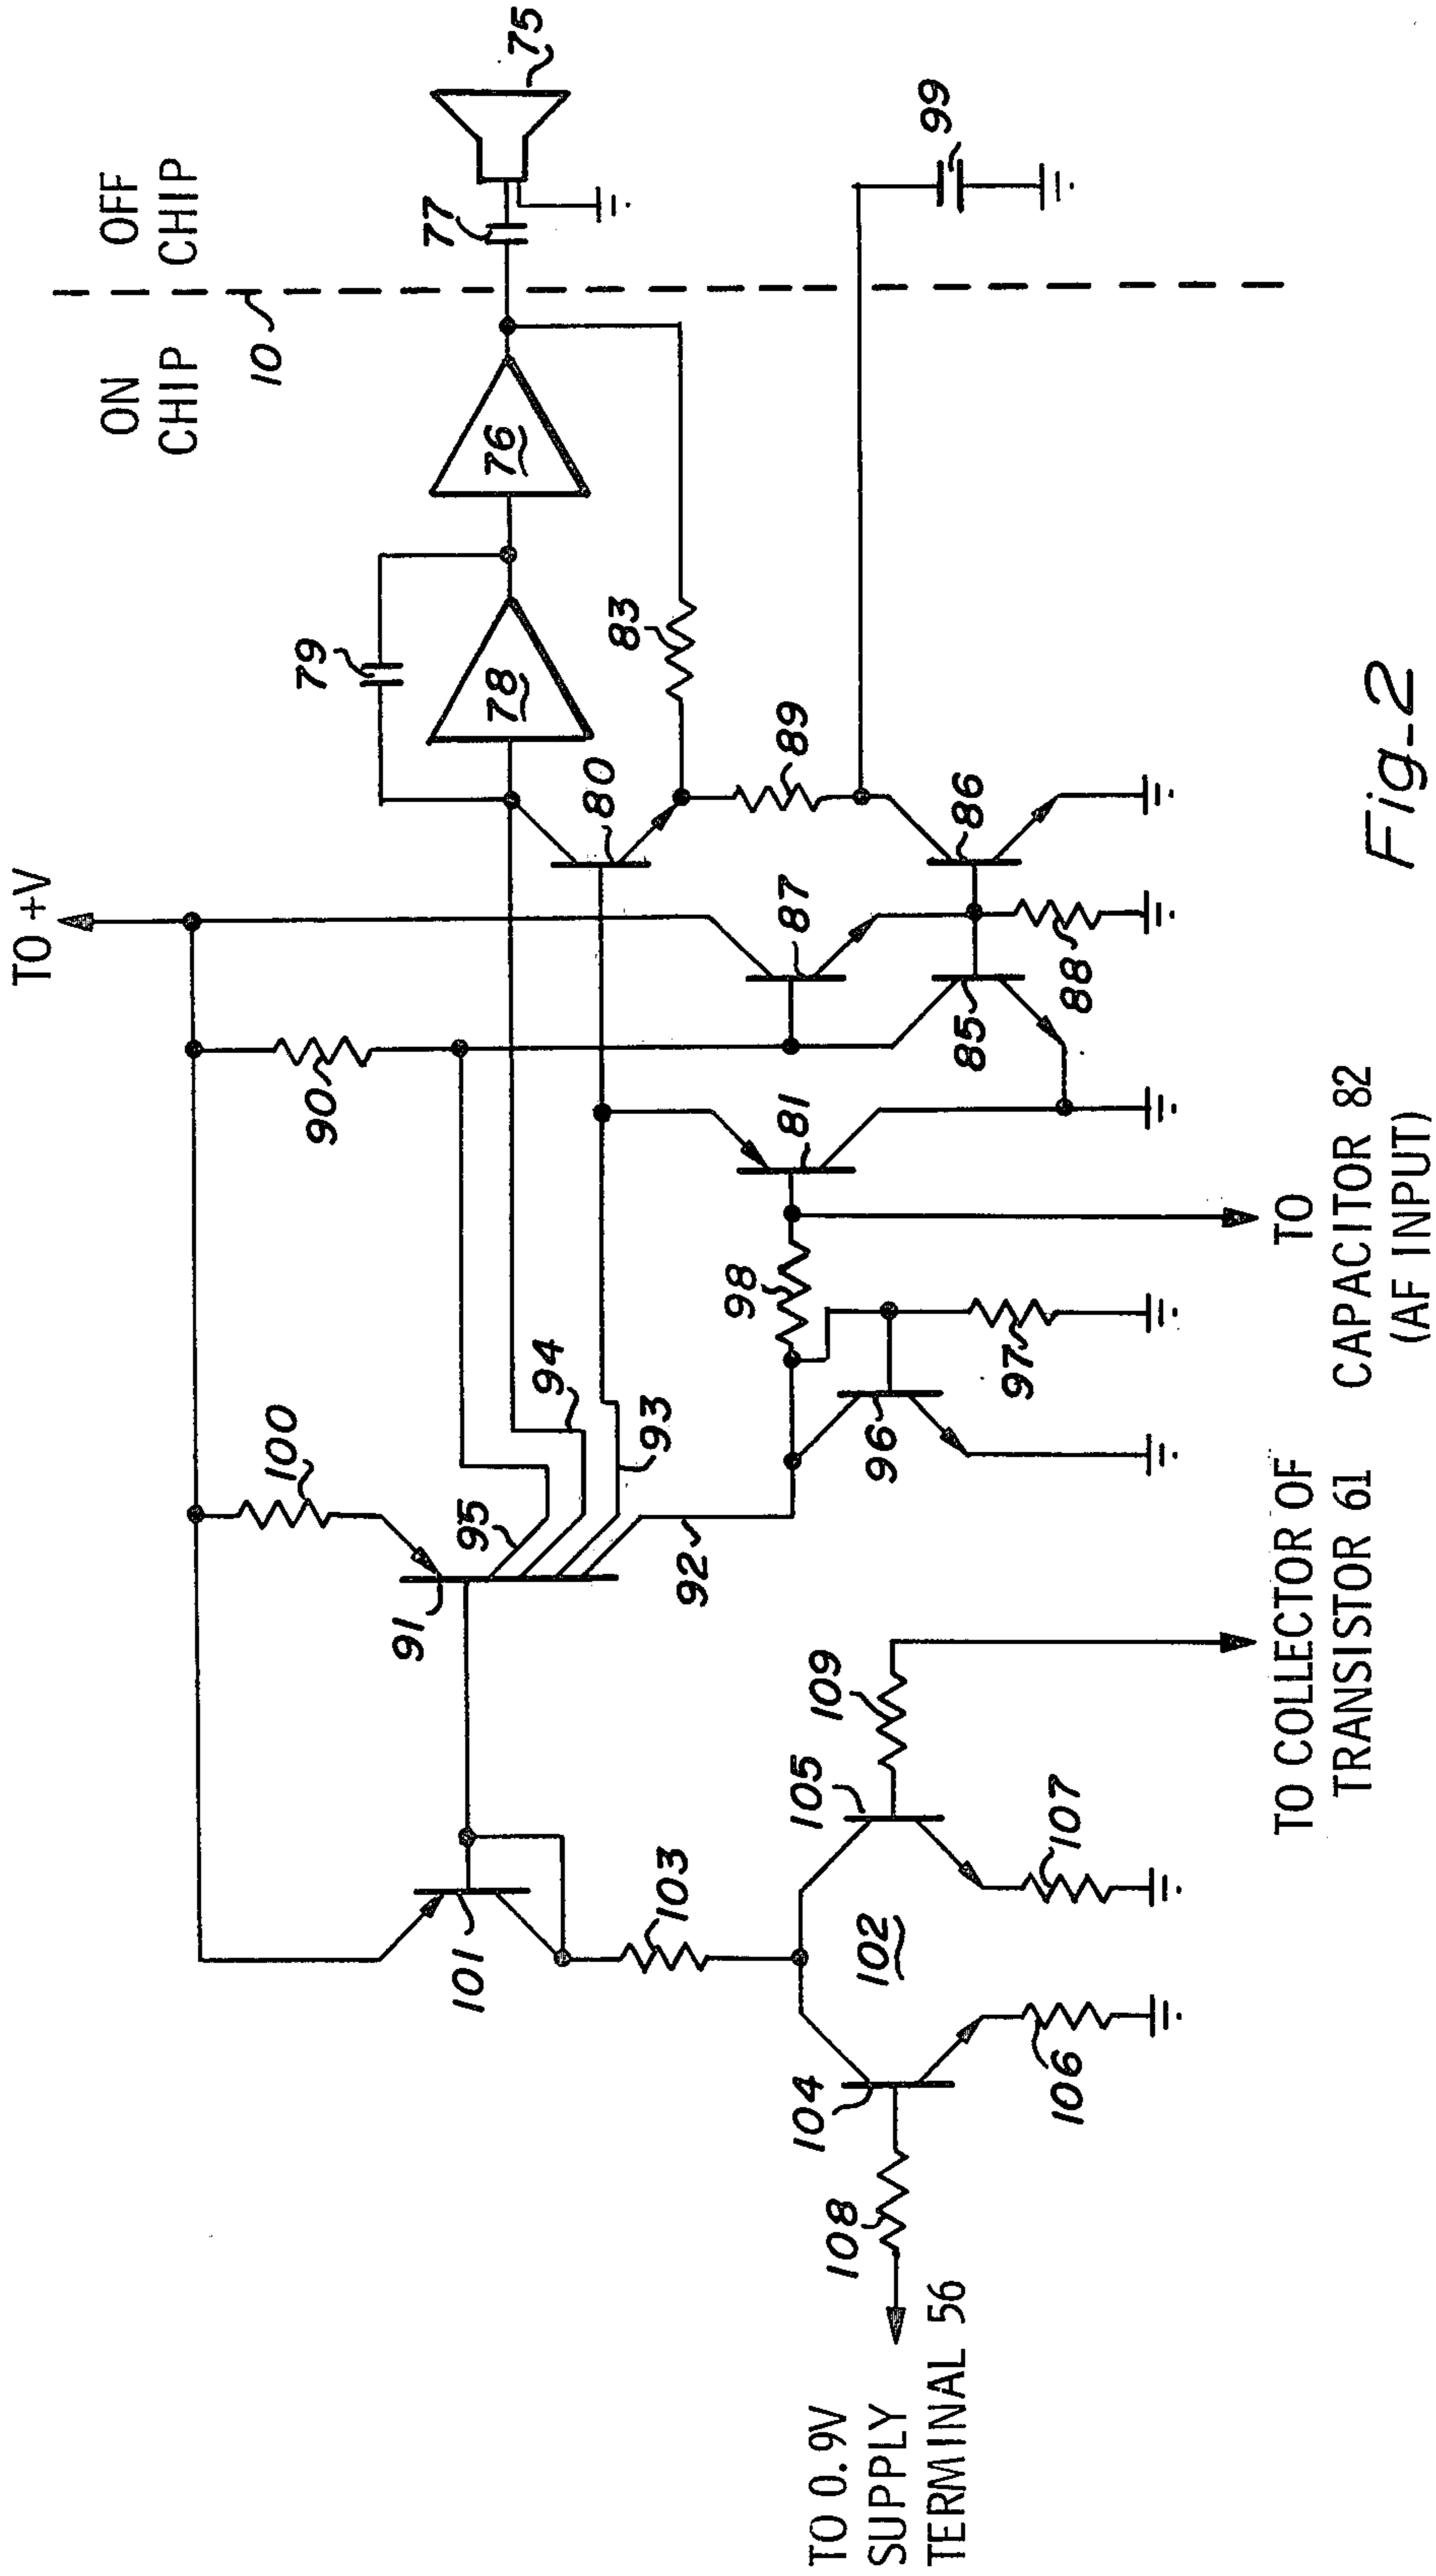 TO +V
ON CHIP
OFF CHIP
10
75
77
76
78
79
80
83
89
99
86
87
88
85
81
90
100
91
95
94
93
92
98
96
97
101
103
102
104
105
109
107
106
108
TO 0.9V
SUPPLY
TERMINAL 56
TO COLLECTOR OF
TRANSISTOR 61
TO
CAPACITOR 82
(AF INPUT)
Fig_2